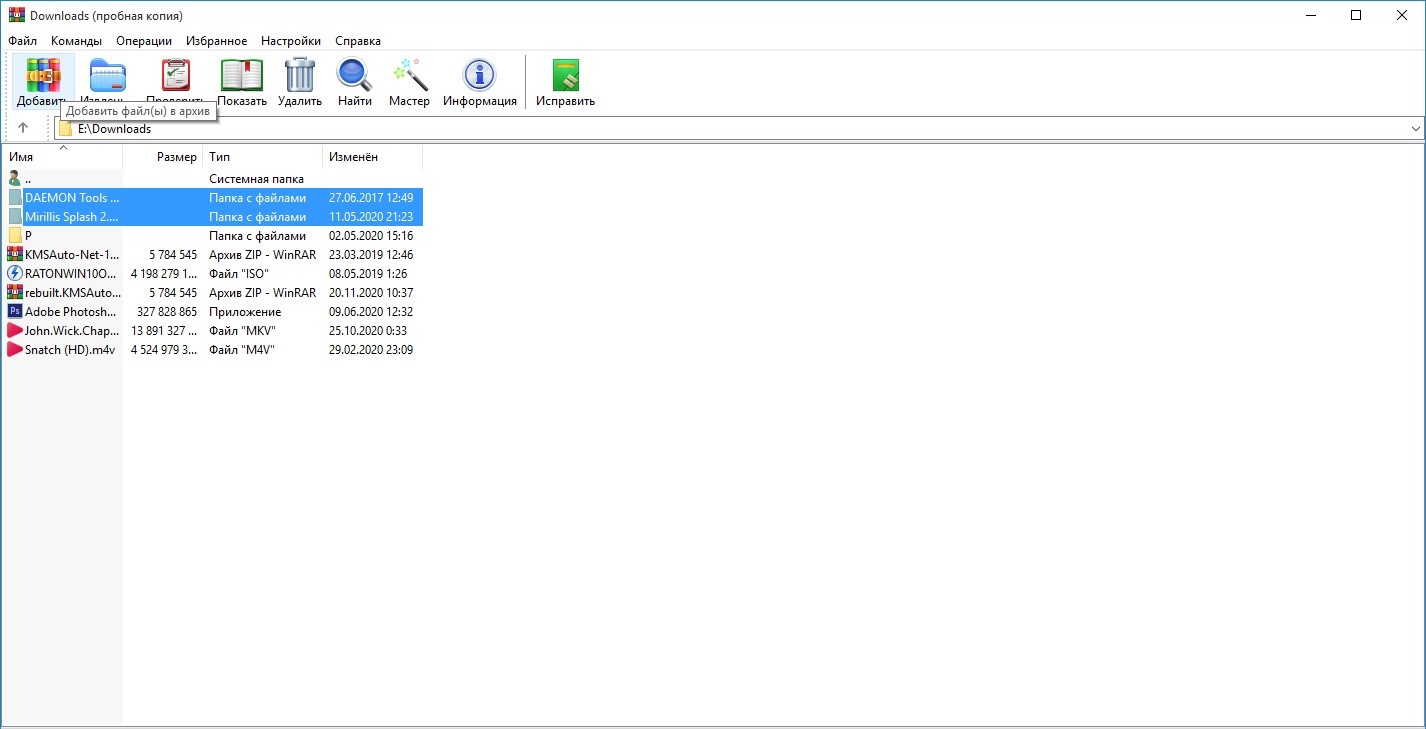 Downloads (пробная копия)
Файл Команды Операции Избранное Настройки Справка
Добавить Извлечь Проверить Показать Удалить Найти Мастер Информация Исправить
Добавить файл(ы) в архив
E:\Downloads
Имя Размер Тип Изменён
.. Системная папка
DAEMON Tools ... Папка с файлами 27.06.2017 12:49
Mirillis Splash 2.... Папка с файлами 11.05.2020 21:23
P Папка с файлами 02.05.2020 15:16
KMSAuto-Net-1... 5 784 545 Архив ZIP - WinRAR 23.03.2019 12:46
RATONWIN10O... 4 198 279 1... Файл "ISO" 08.05.2019 1:26
rebuilt.KMSAuto... 5 784 545 Архив ZIP - WinRAR 20.11.2020 10:37
Ps Adobe Photosh... 327 828 865 Приложение 09.06.2020 12:32
John.Wick.Chap... 13 891 327 ... Файл "MKV" 25.10.2020 0:33
Snatch (HD).m4v 4 524 979 3... Файл "M4V" 29.02.2020 23:09